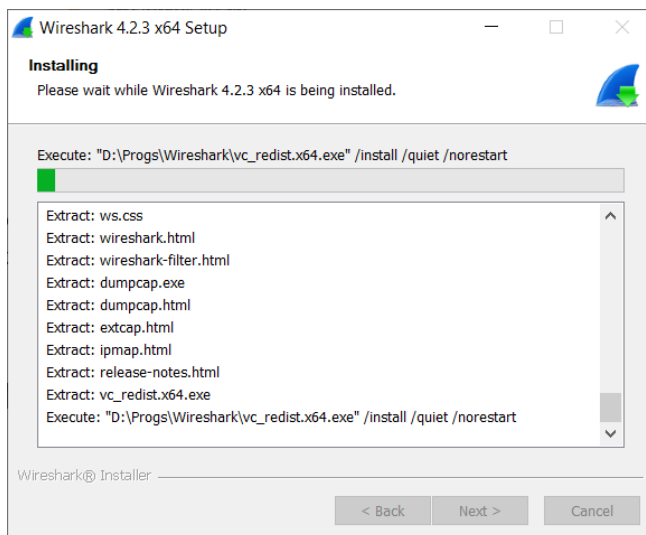 Wireshark 4.2.3 x64 Setup
Installing
Please wait while Wireshark 4.2.3 x64 is being installed.
Execute: "D:\Progs\Wireshark\vc_redist.x64.exe" /install /quiet /norestart
Extract: ws.css
Extract: wireshark.html
Extract: wireshark-filter.html
Extract: dumpcap.exe
Extract: dumpcap.html
Extract: extcap.html
Extract: ipmap.html
Extract: release-notes.html
Extract: vc_redist.x64.exe
Execute: "D:\Progs\Wireshark\vc_redist.x64.exe" /install /quiet /norestart
Wireshark® Installer
< Back Next > Cancel